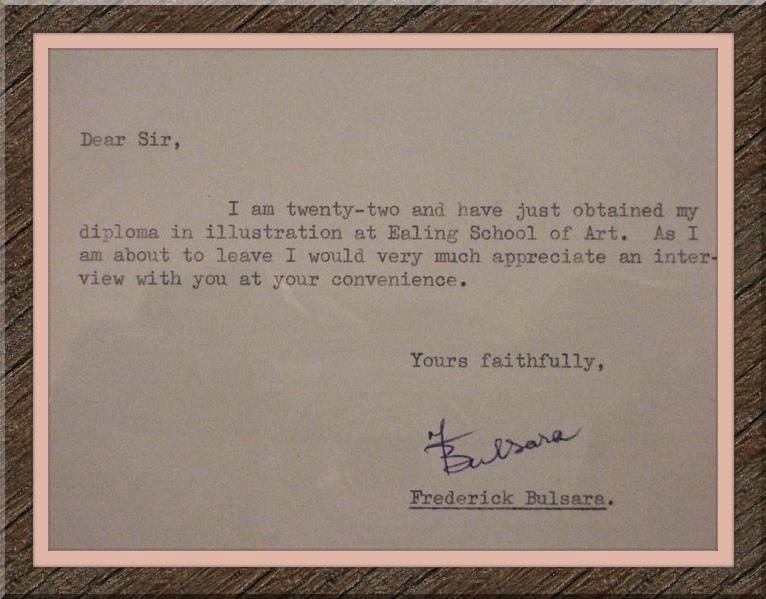 Dear Sir,
I am twenty-two and have just obtained my
diploma in illustration at Ealing School of Art. As I
am about to leave I would very much appreciate an inter-
view with you at your convenience.
Yours faithfully,
F Bulsara
Frederick Bulsara.